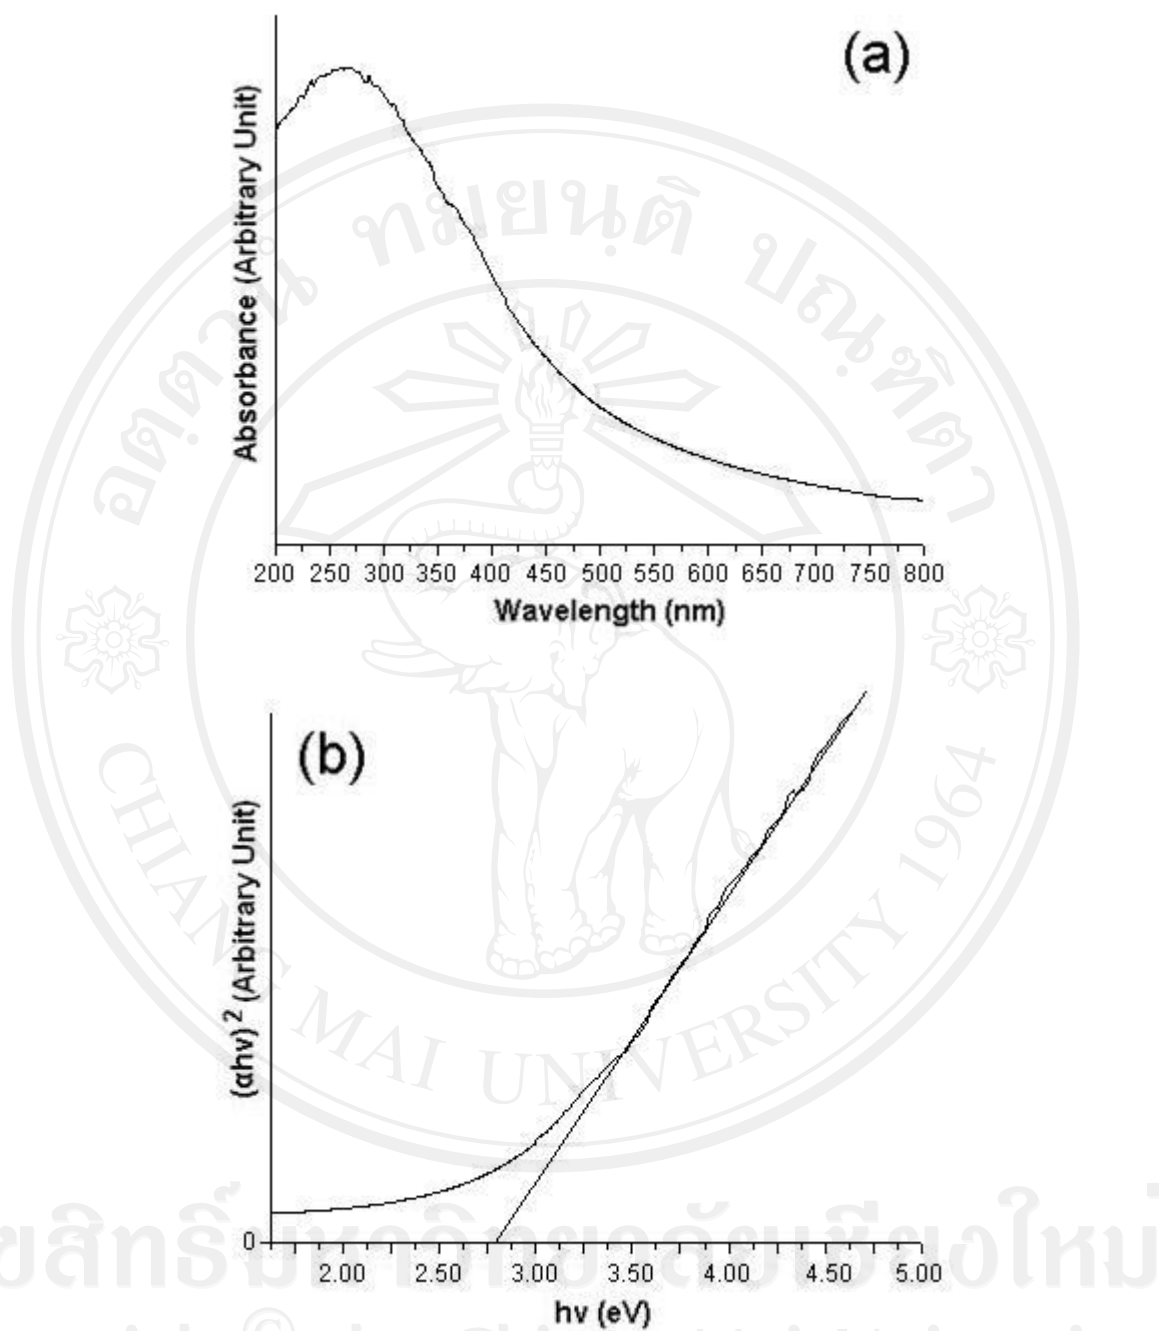 (a)
Absorbance (Arbitrary Unit)
200 250 300 350 400 450 500 550 600 650 700 750 800
Wavelength (nm)
(b)
(αhν)² (Arbitrary Unit)
0
2.00 2.50 3.00 3.50 4.00 4.50 5.00
hν (eV)
CHIANG MAI UNIVERSITY 1964